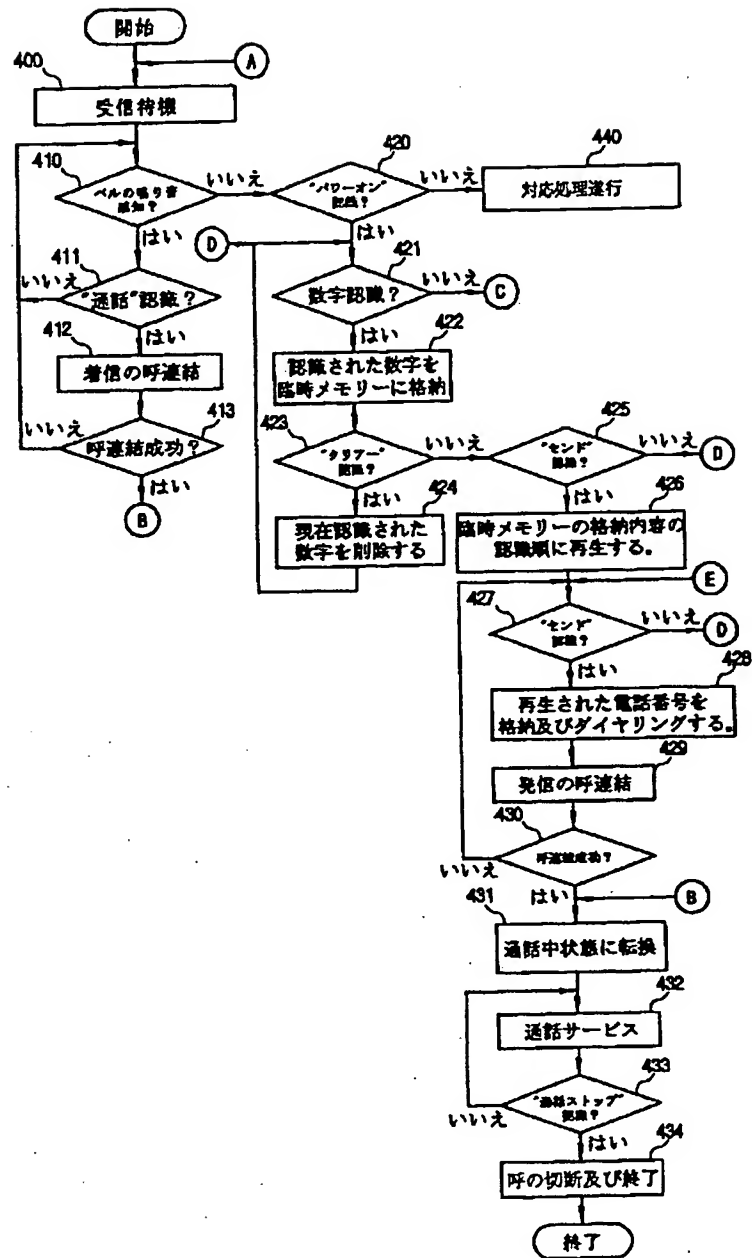 開始
A
400
受信待機
410
ベルの鳴り音
感知?
いいえ
はい
420
"パワーオン"
認識?
いいえ
はい
440
対応処理遂行
D
411
"通話"認識?
いいえ
はい
421
数字認識?
いいえ
C
はい
412
着信の呼連結
422
認識された数字を
臨時メモリーに格納
413
呼連結成功?
いいえ
はい
B
423
"クリアー"
認識?
いいえ
はい
424
現在認識された
数字を削除する
425
"センド"
認識?
いいえ
D
はい
426
臨時メモリーの格納内容の
認識順に再生する。
E
427
"センド"
認識?
いいえ
D
はい
428
再生された電話番号を
格納及びダイヤリングする。
429
発信の呼連結
430
呼連結成功?
いいえ
はい
B
431
通話中状態に転換
432
通話サービス
433
"通話ストップ"
認識?
いいえ
はい
434
呼の切断及び終了
終了